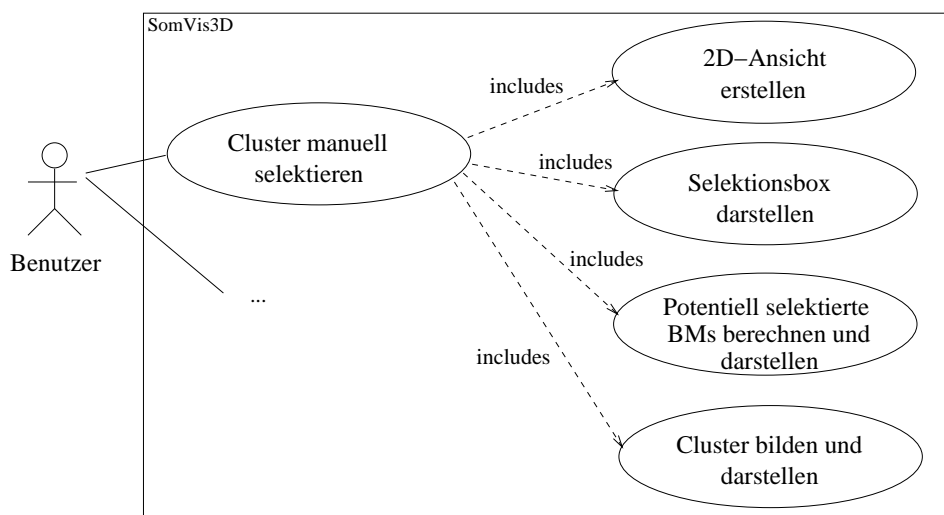 SomVis3D
2D−Ansicht
erstellen
includes
Cluster manuell
selektieren
includes
Selektionsbox
darstellen
Benutzer
includes
...
Potentiell selektierte
BMs berechnen und
darstellen
includes
Cluster bilden und
darstellen